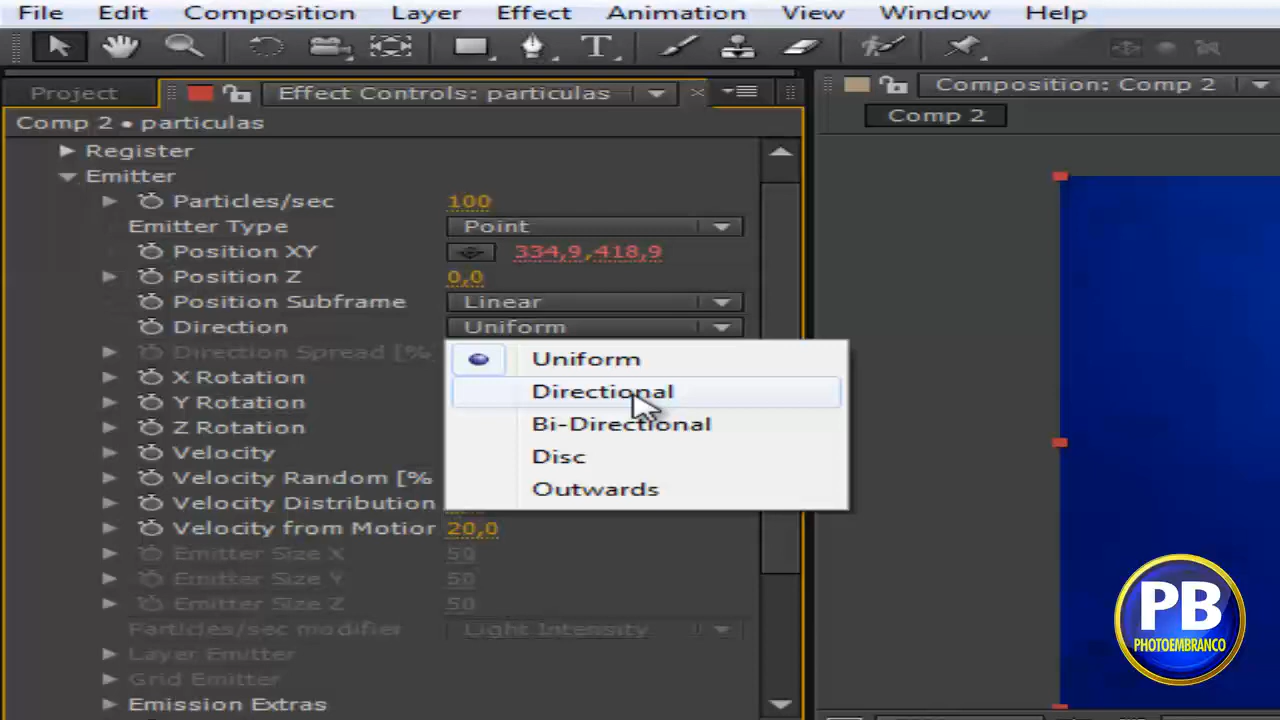 File Edit Composition Layer Effect Animation View Window Help
Project
Effect Controls: particulas
Composition: Comp 2
Comp 2 • particulas
Comp 2
Register
Emitter
Particles/sec 100
Emitter Type Point
Position XY 334,9,418,9
Position Z 0,0
Position Subframe Linear
Direction Uniform
Direction Spread [%
X Rotation
Y Rotation
Z Rotation
Velocity
Velocity Random [%
Velocity Distribution
Velocity from Motior 20,0
Emitter Size X 50
Emitter Size Y 50
Emitter Size Z 50
Particles/sec modifier Light Intensity
Layer Emitter
Grid Emitter
Emission Extras
Uniform
Directional
Bi-Directional
Disc
Outwards
PB
PHOTOEMBRANCO